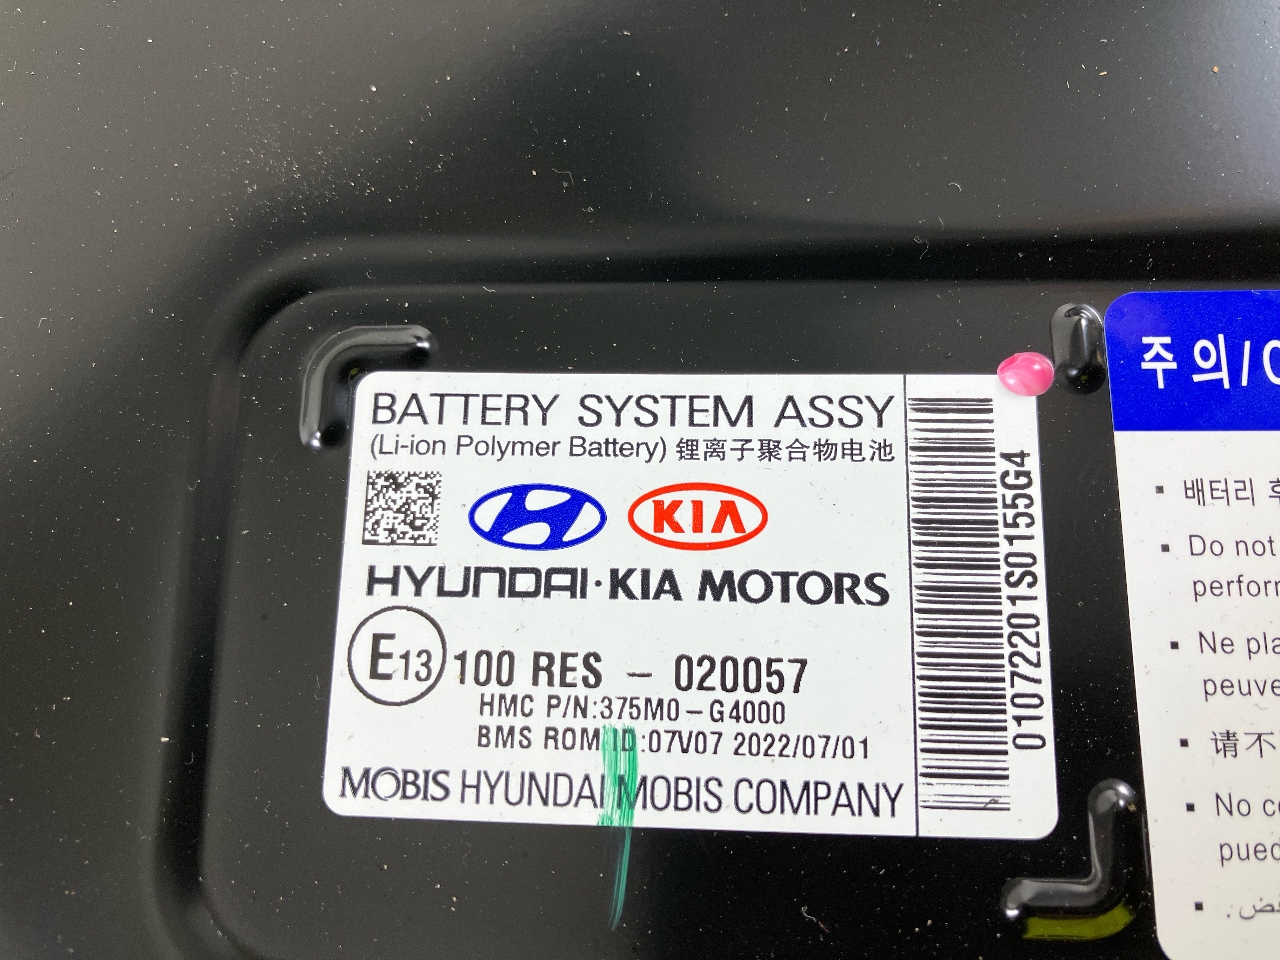 BATTERY SYSTEM ASSY
(Li-ion Polymer Battery) 锂离子聚合物电池
KIA
HYUNDAI·KIA MOTORS
E13 100 RES - 020057
HMC P/N:375M0-G4000
BMS ROM ID:07V07 2022/07/01
MOBIS HYUNDAI MOBIS COMPANY
01072201S0155G4
주의/
배터리
Do not
perform
Ne pla
peuve
请不
No c
pued